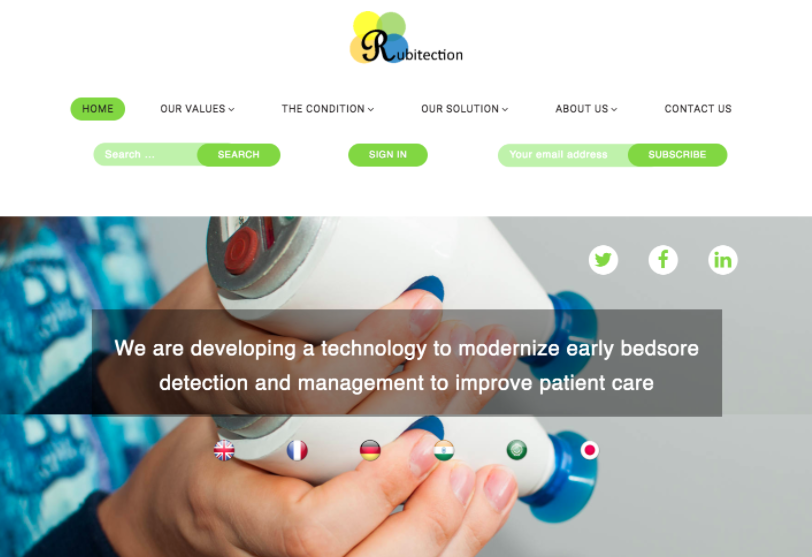 Rubitection
HOME OUR VALUES THE CONDITION OUR SOLUTION ABOUT US CONTACT US
Search ... SEARCH SIGN IN Your email address SUBSCRIBE
We are developing a technology to modernize early bedsore
detection and management to improve patient care